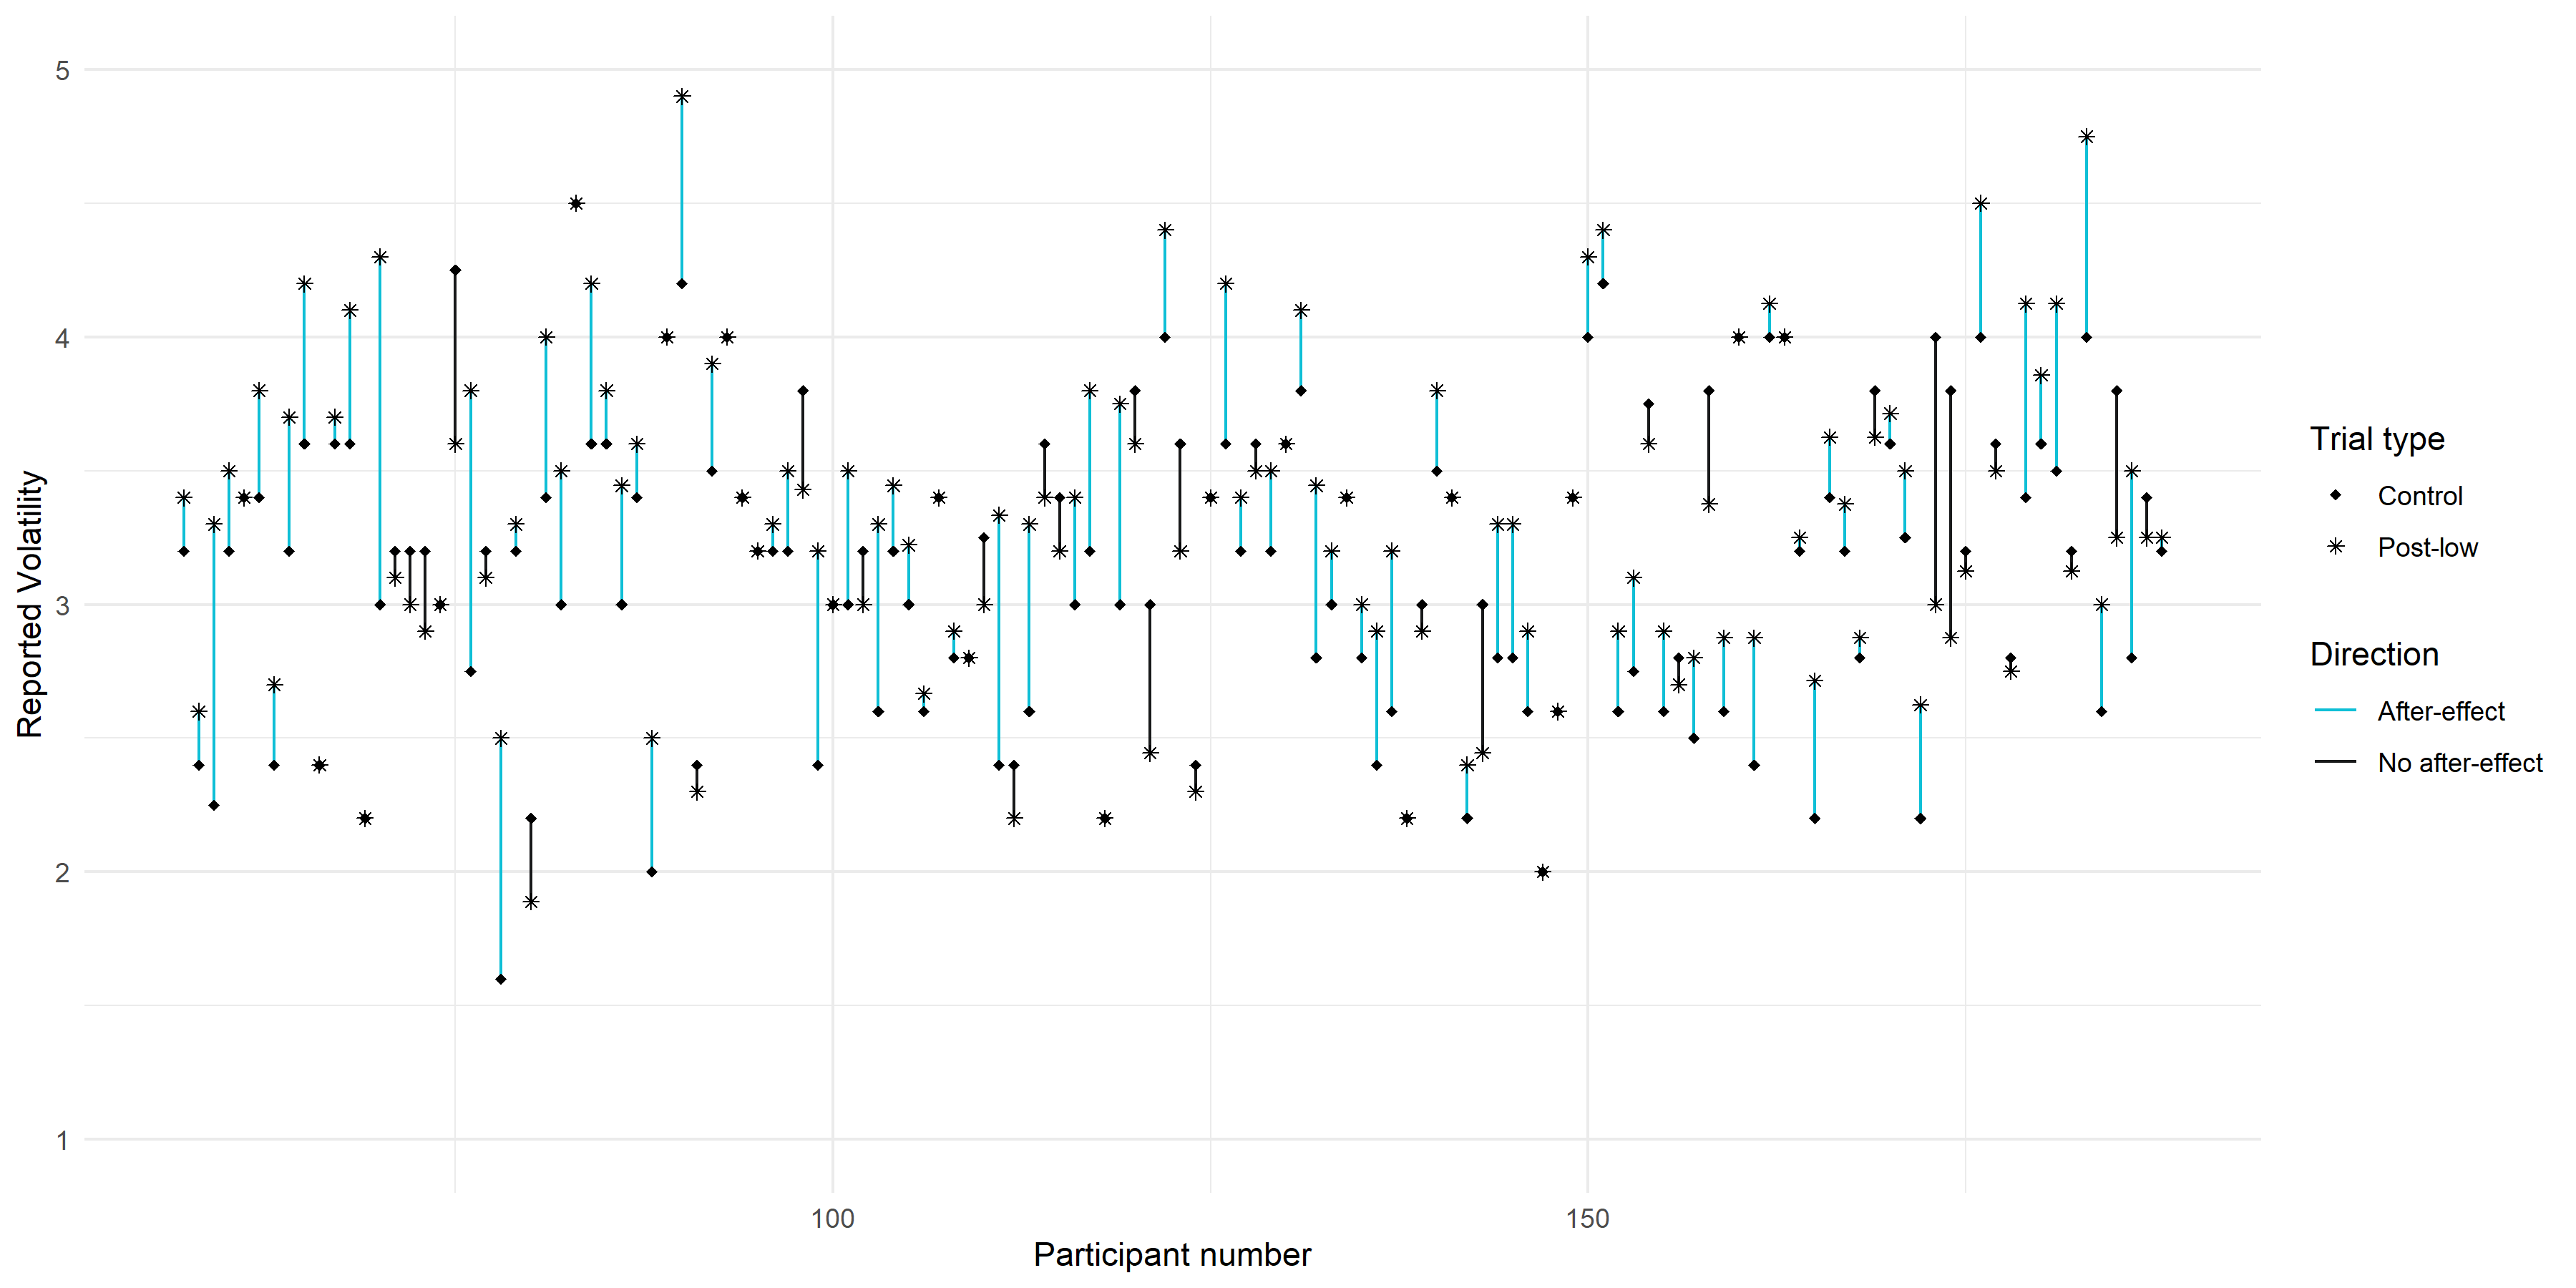 5
4
3
2
1
Reported Volatility
100
150
Participant number
Trial type
Control
Post-low
Direction
After-effect
No after-effect